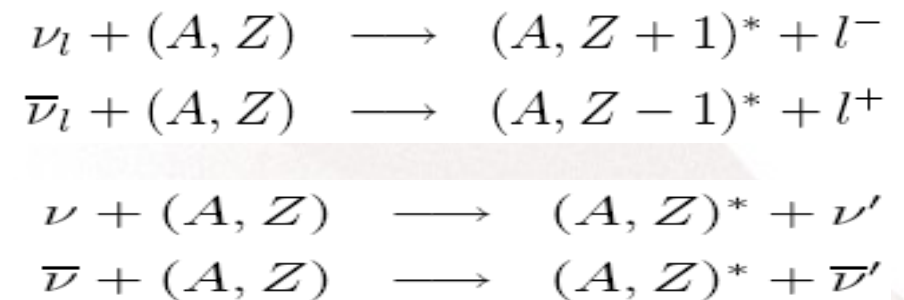 ν_l + (A, Z) ⟶ (A, Z + 1)* + l⁻
ν̅_l + (A, Z) ⟶ (A, Z − 1)* + l⁺
ν + (A, Z) ⟶ (A, Z)* + ν′
ν̅ + (A, Z) ⟶ (A, Z)* + ν̅′